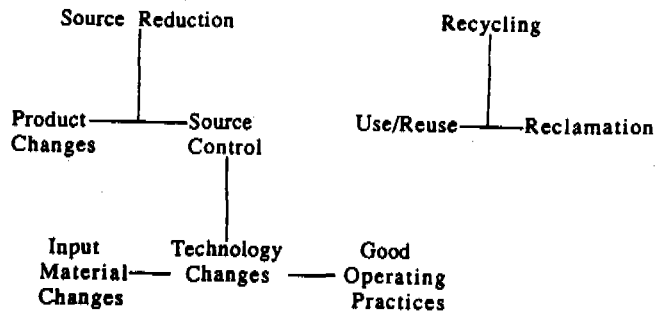 Source Reduction
Recycling
Product
Changes
Source
Control
Use/Reuse
Reclamation
Input
Material
Changes
Technology
Changes
Good
Operating
Practices